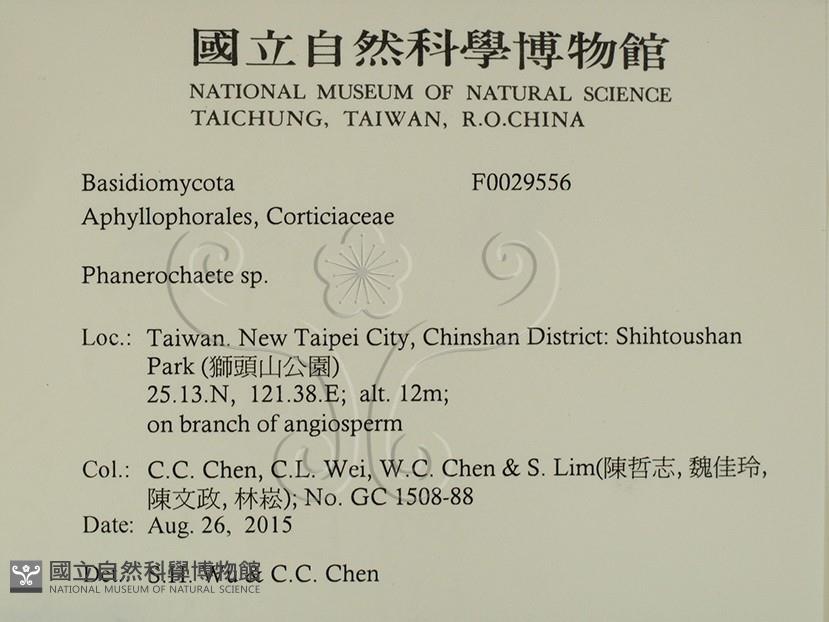 國立自然科學博物館
NATIONAL MUSEUM OF NATURAL SCIENCE
TAICHUNG, TAIWAN, R.O.CHINA
Basidiomycota F0029556
Aphyllophorales, Corticiaceae
Phanerochaete sp.
Loc.: Taiwan. New Taipei City, Chinshan District: Shihtoushan
Park (獅頭山公園)
25.13.N, 121.38.E; alt. 12m;
on branch of angiosperm
Col.: C.C. Chen, C.L. Wei, W.C. Chen & S. Lim(陳哲志, 魏佳玲,
陳文政, 林崧); No. GC 1508-88
Date: Aug. 26, 2015
Det.: S.H. Wu & C.C. Chen
國立自然科學博物館
NATIONAL MUSEUM OF NATURAL SCIENCE